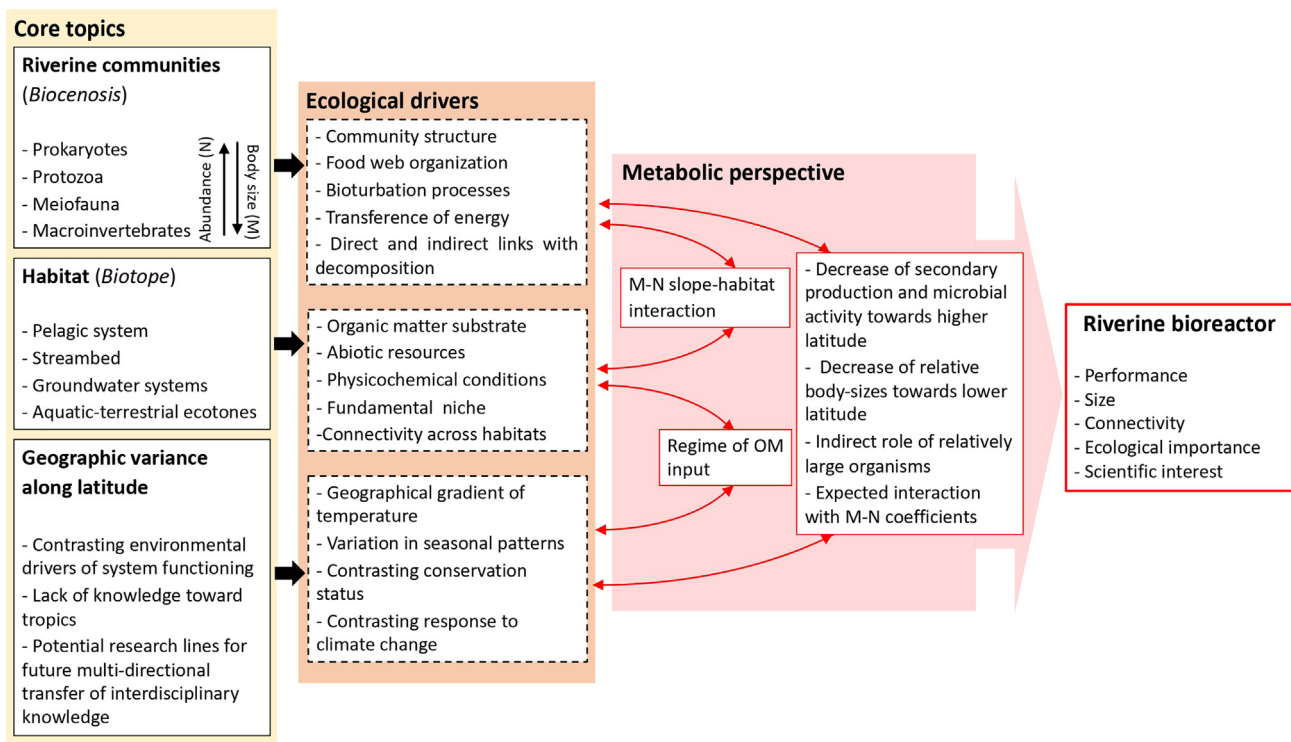 Core topics
Riverine communities
(Biocenosis)
- Prokaryotes
- Protozoa
- Meiofauna
- Macroinvertebrates
Abundance (N)
Body size (M)
Habitat (Biotope)
- Pelagic system
- Streambed
- Groundwater systems
- Aquatic-terrestrial ecotones
Geographic variance
along latitude
- Contrasting environmental
drivers of system functioning
- Lack of knowledge toward
tropics
- Potential research lines for
future multi-directional
transfer of interdisciplinary
knowledge
Ecological drivers
- Community structure
- Food web organization
- Bioturbation processes
- Transference of energy
- Direct and indirect links with
decomposition
- Organic matter substrate
- Abiotic resources
- Physicochemical conditions
- Fundamental niche
-Connectivity across habitats
- Geographical gradient of
temperature
- Variation in seasonal patterns
- Contrasting conservation
status
- Contrasting response to
climate change
Metabolic perspective
M-N slope-habitat
interaction
Regime of OM
input
- Decrease of secondary
production and microbial
activity towards higher
latitude
- Decrease of relative
body-sizes towards lower
latitude
- Indirect role of relatively
large organisms
- Expected interaction
with M-N coefficients
Riverine bioreactor
- Performance
- Size
- Connectivity
- Ecological importance
- Scientific interest